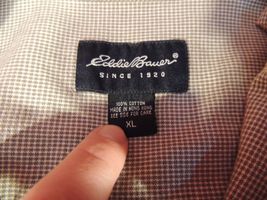 Eddie Bauer®
SINCE 1920
100% COTTON
MADE IN HONG KONG
SEE SIDE FOR CARE
XL